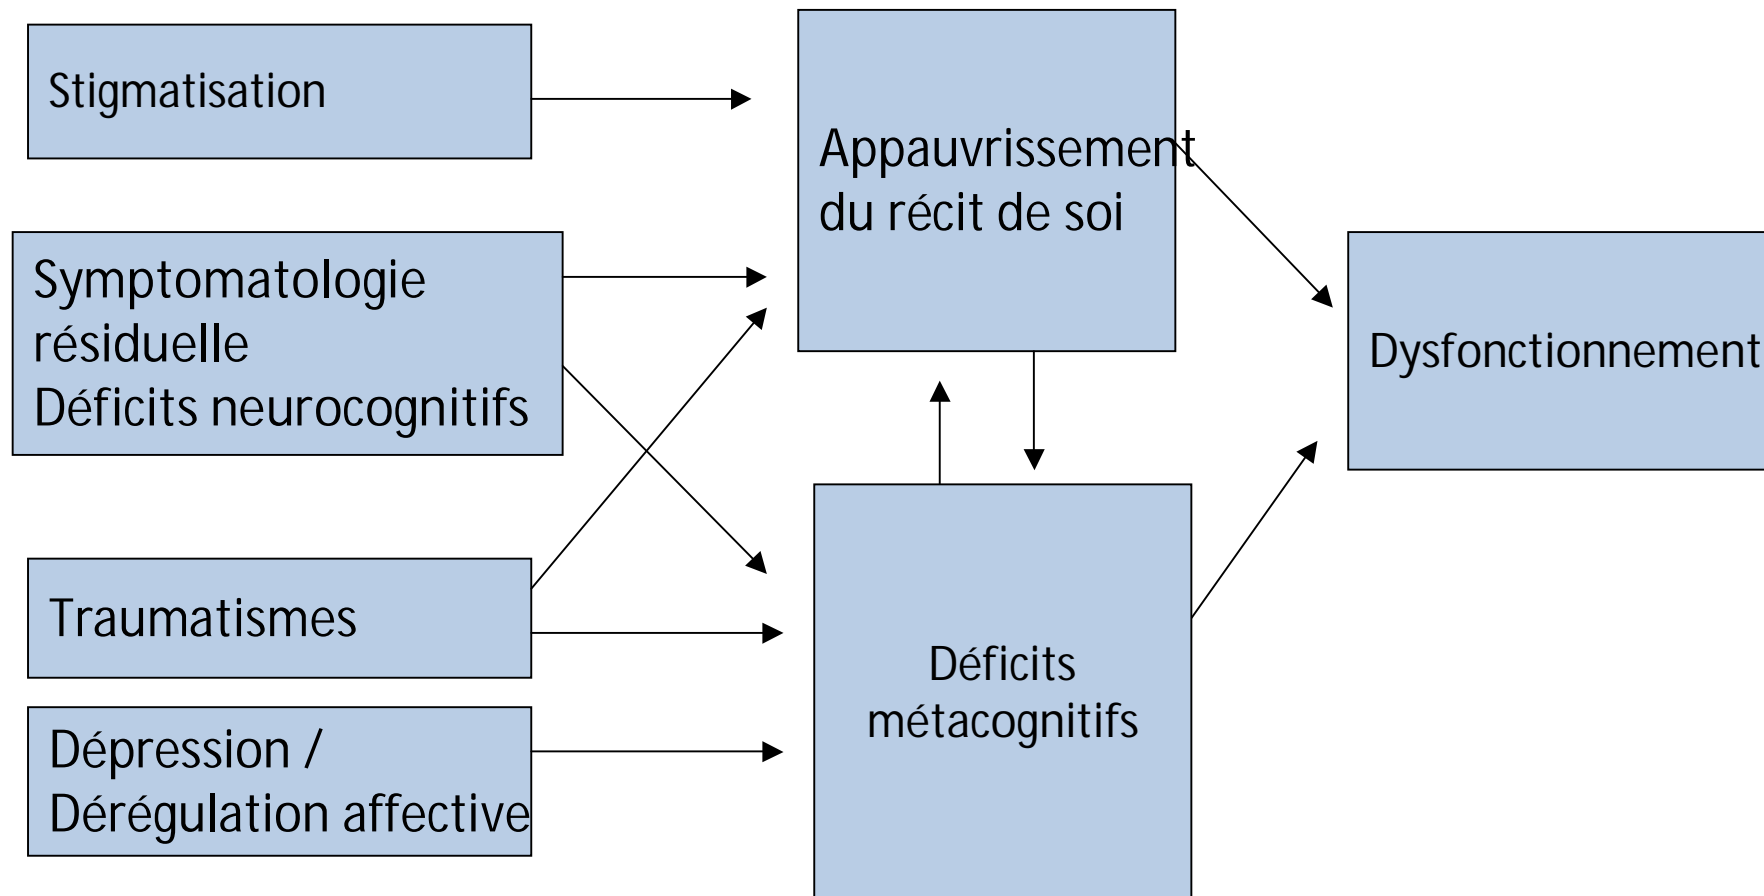 Stigmatisation
Appauvrissement
du récit de soi
Symptomatologie
résiduelle
Déficits neurocognitifs
Dysfonctionnement
Traumatismes
Déficits
métacognitifs
Dépression /
Dérégulation affective